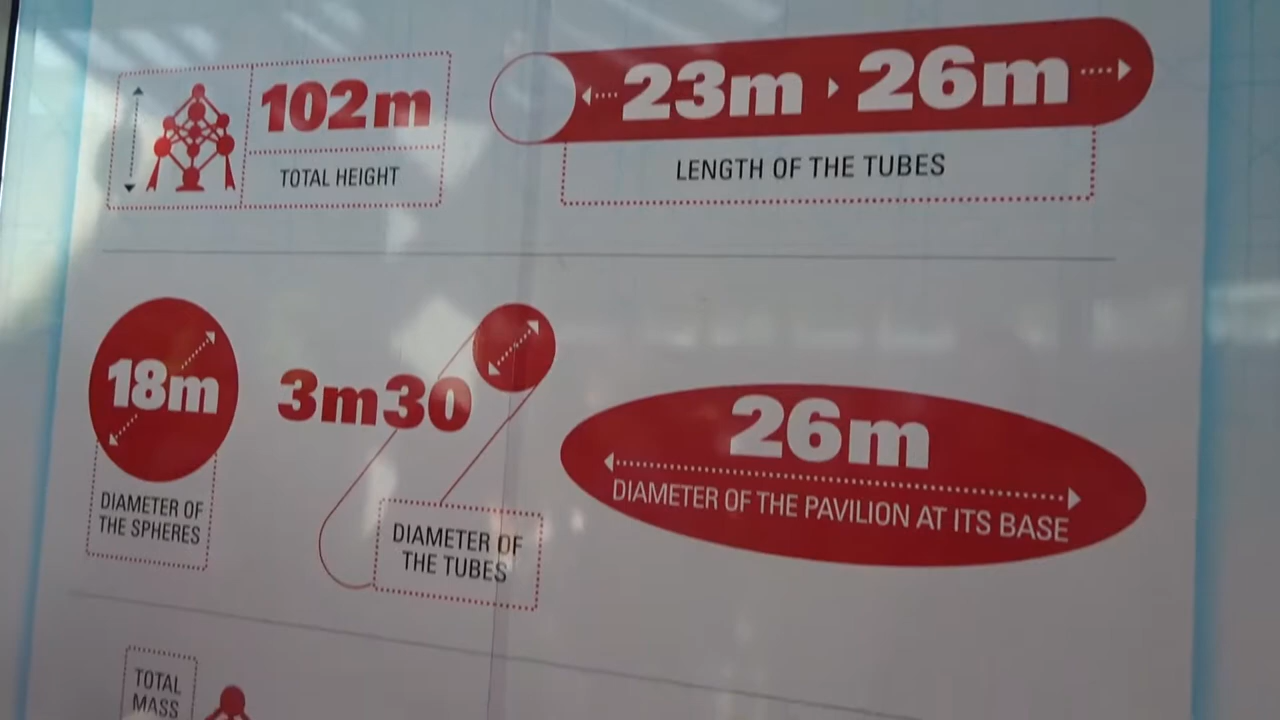 102m
TOTAL HEIGHT
23m 26m
LENGTH OF THE TUBES
18m
DIAMETER OF
THE SPHERES
3m30
DIAMETER OF
THE TUBES
26m
DIAMETER OF THE PAVILION AT ITS BASE
TOTAL
MASS